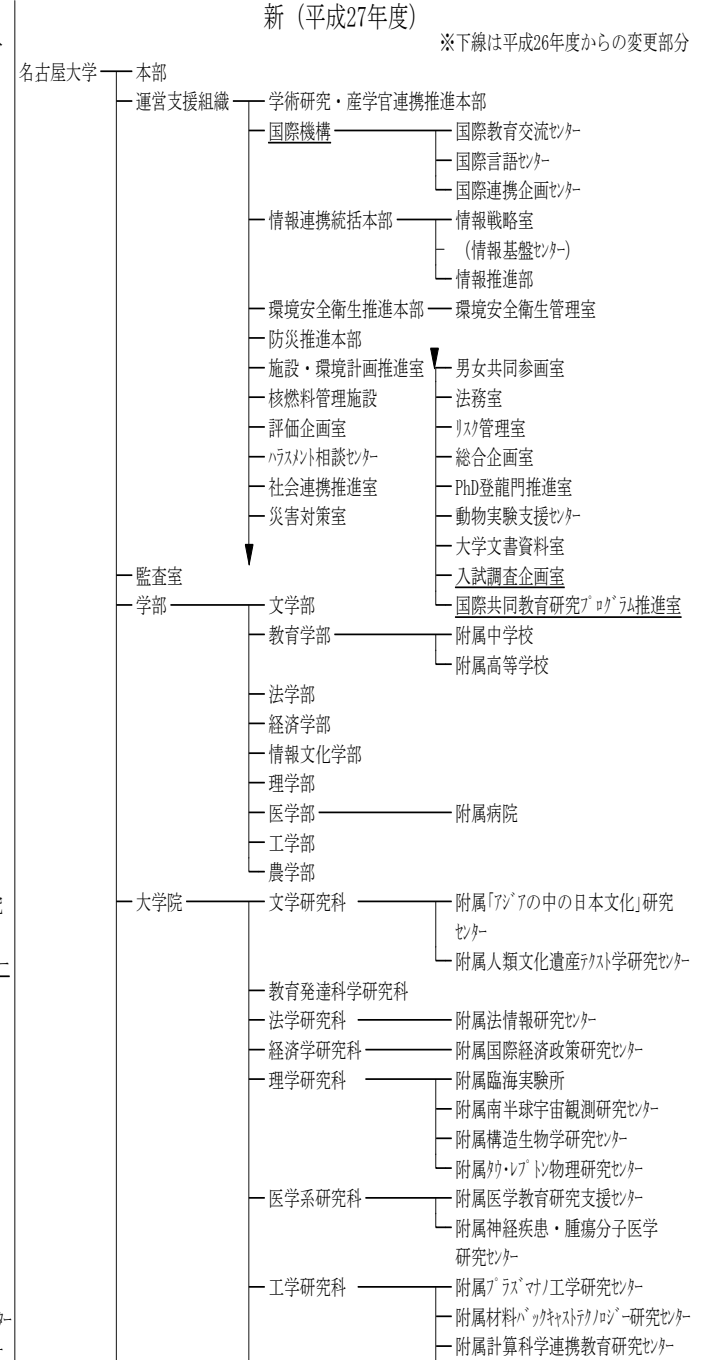 新（平成27年度）
※下線は平成26年度からの変更部分
名古屋大学 本部
運営支援組織 学術研究・産学官連携推進本部
国際機構 国際教育交流ｾﾝﾀｰ
国際言語ｾﾝﾀｰ
国際連携企画ｾﾝﾀｰ
情報連携統括本部 情報戦略室
（情報基盤ｾﾝﾀｰ）
情報推進部
環境安全衛生推進本部 環境安全衛生管理室
防災推進本部
施設・環境計画推進室 男女共同参画室
核燃料管理施設 法務室
評価企画室 ﾘｽｸ管理室
ﾊﾗｽﾒﾝﾄ相談ｾﾝﾀｰ 総合企画室
社会連携推進室 PhD登龍門推進室
災害対策室 動物実験支援ｾﾝﾀｰ
大学文書資料室
監査室 入試調査企画室
学部 文学部 国際共同教育研究ﾌﾟﾛｸﾞﾗﾑ推進室
教育学部 附属中学校
附属高等学校
法学部
経済学部
情報文化学部
理学部
医学部 附属病院
工学部
農学部
大学院 文学研究科 附属｢ｱｼﾞｱの中の日本文化｣研究
ｾﾝﾀｰ
附属人類文化遺産ﾃｸｽﾄ学研究ｾﾝﾀｰ
教育発達科学研究科
法学研究科 附属法情報研究ｾﾝﾀｰ
経済学研究科 附属国際経済政策研究ｾﾝﾀｰ
理学研究科 附属臨海実験所
附属南半球宇宙観測研究ｾﾝﾀｰ
附属構造生物学研究ｾﾝﾀｰ
附属ﾀｳ･ﾚﾌﾟﾄﾝ物理研究ｾﾝﾀｰ
医学系研究科 附属医学教育研究支援ｾﾝﾀｰ
附属神経疾患・腫瘍分子医学
研究ｾﾝﾀｰ
工学研究科 附属ﾌﾟﾗｽﾞﾏﾅﾉ工学研究ｾﾝﾀｰ
附属材料ﾊﾞｯｸｷｬｽﾄﾃｸﾉﾛｼﾞｰ研究ｾﾝﾀｰ
附属計算科学連携教育研究ｾﾝﾀｰ